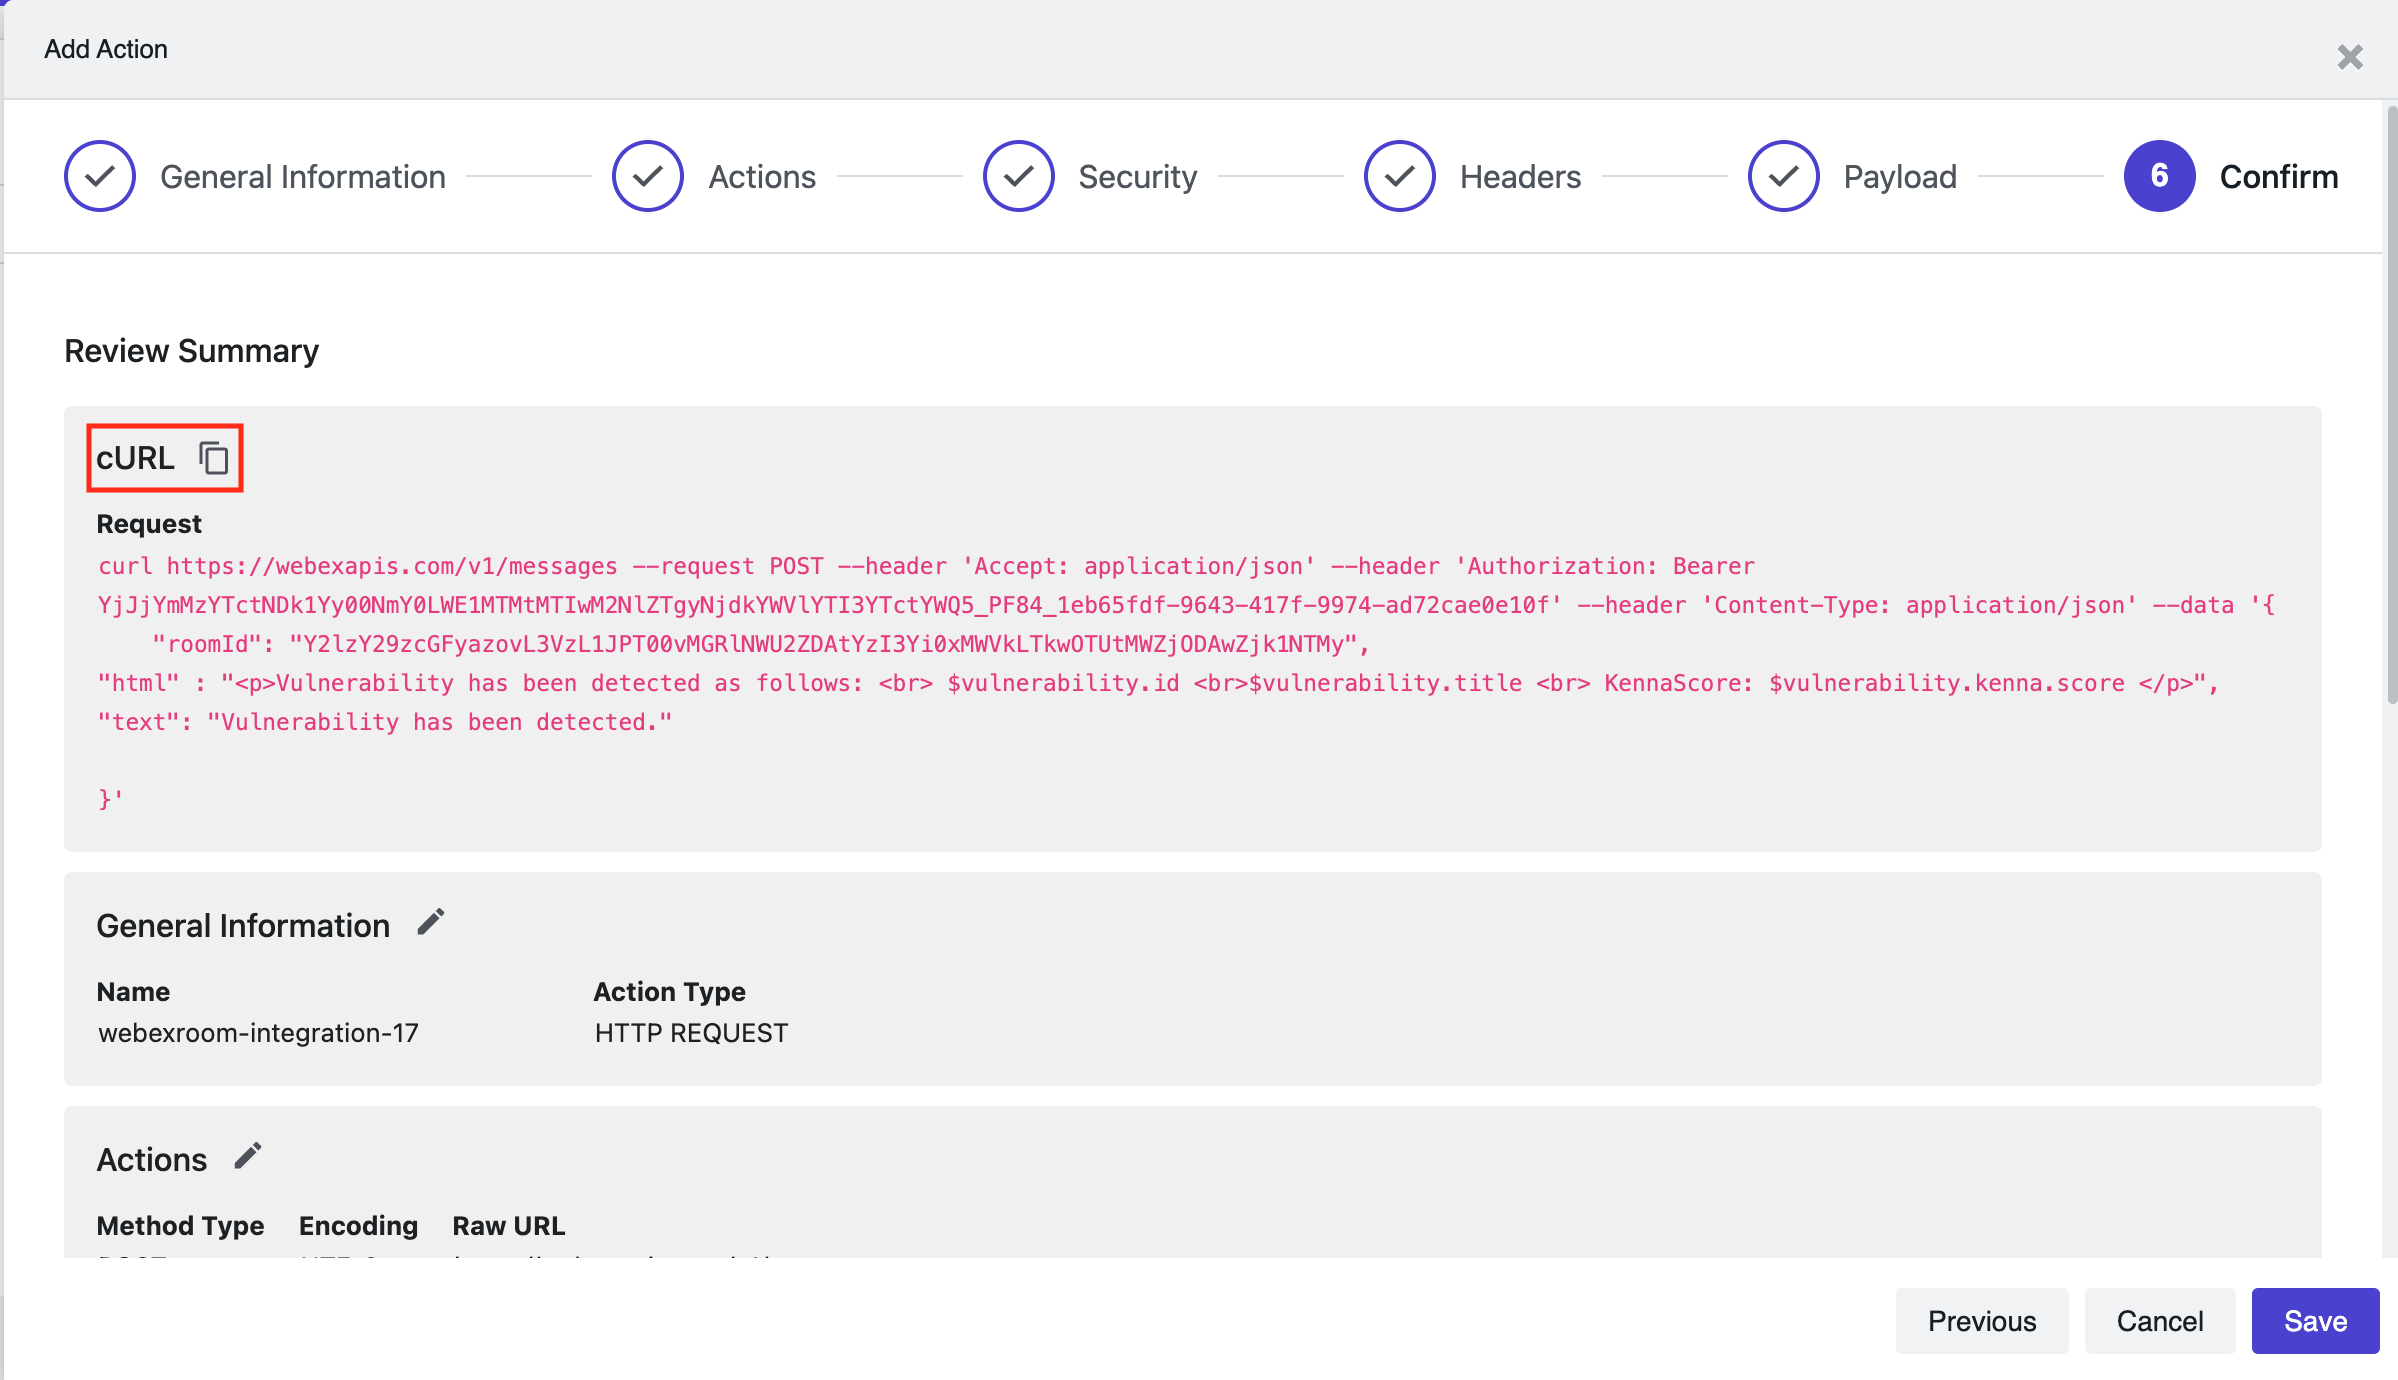 Add Action
General Information
Actions
Security
Headers
Payload
6
Confirm
Review Summary
cURL
Request
curl https://webexapis.com/v1/messages --request POST --header 'Accept: application/json' --header 'Authorization: Bearer
YjJjYmMzYTctNDk1Yy00NmY0LWE1MTMtMTIwM2NlZTgyNjdkYWVlYTI3YTctYWQ5_PF84_1eb65fdf-9643-417f-9974-ad72cae0e10f' --header 'Content-Type: application/json' --data '{
"roomId": "Y2lzY29zcGFyazovL3VzL1JPT00vMGRlNWU2ZDAtYzI3Yi0xMWVkLTkwOTUtMWZjODAwZjk1NTMy",
"html" : "<p>Vulnerability has been detected as follows: <br> $vulnerability.id <br>$vulnerability.title <br> KennaScore: $vulnerability.kenna.score </p>",
"text": "Vulnerability has been detected."
}'
General Information
Name Action Type
webexroom-integration-17 HTTP REQUEST
Actions
Method Type Encoding Raw URL
Previous Cancel Save